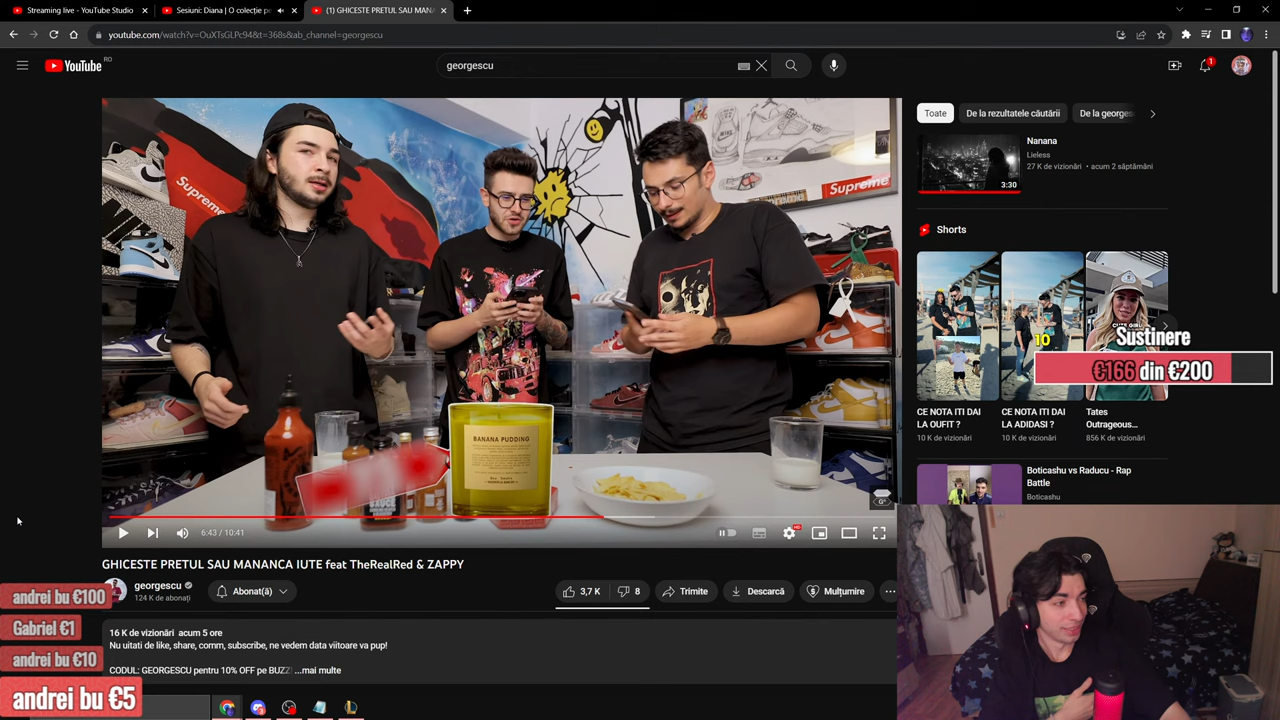 Streaming live - YouTube Studio
Sesiuni: Diana | O colecție pe
(1) GHICESTE PRETUL SAU MANA
youtube.com/watch?v=OuXTsGLPc94&t=368s&ab_channel=georgescu
YouTube RO
georgescu
1
Toate
De la rezultatele căutării
De la georges
Supreme
Supreme
BANANA PUDDING
SAUCE
Nanana
Lieless
27 K de vizionări • acum 2 săptămâni
3:30
Shorts
10
CE NOTA ITI DAI LA OUFIT ?
10 K de vizionări
CE NOTA ITI DAI LA ADIDASI ?
10 K de vizionări
Tates Outrageous...
856 K de vizionări
Sustinere
€166 din €200
Boticashu vs Raducu - Rap Battle
Boticashu
6:43 / 10:41
HD
GHICESTE PRETUL SAU MANANCA IUTE feat TheRealRed & ZAPPY
georgescu
124 K de abonați
Abonat(ă)
3,7 K
8
Trimite
Descarcă
Mulțumire
16 K de vizionări acum 5 ore
Nu uitati de like, share, comm, subscribe, ne vedem data viitoare va pup!
CODUL: GEORGESCU pentru 10% OFF pe BUZZ! ...mai multe
andrei bu €100
Gabriel €1
andrei bu €10
andrei bu €5